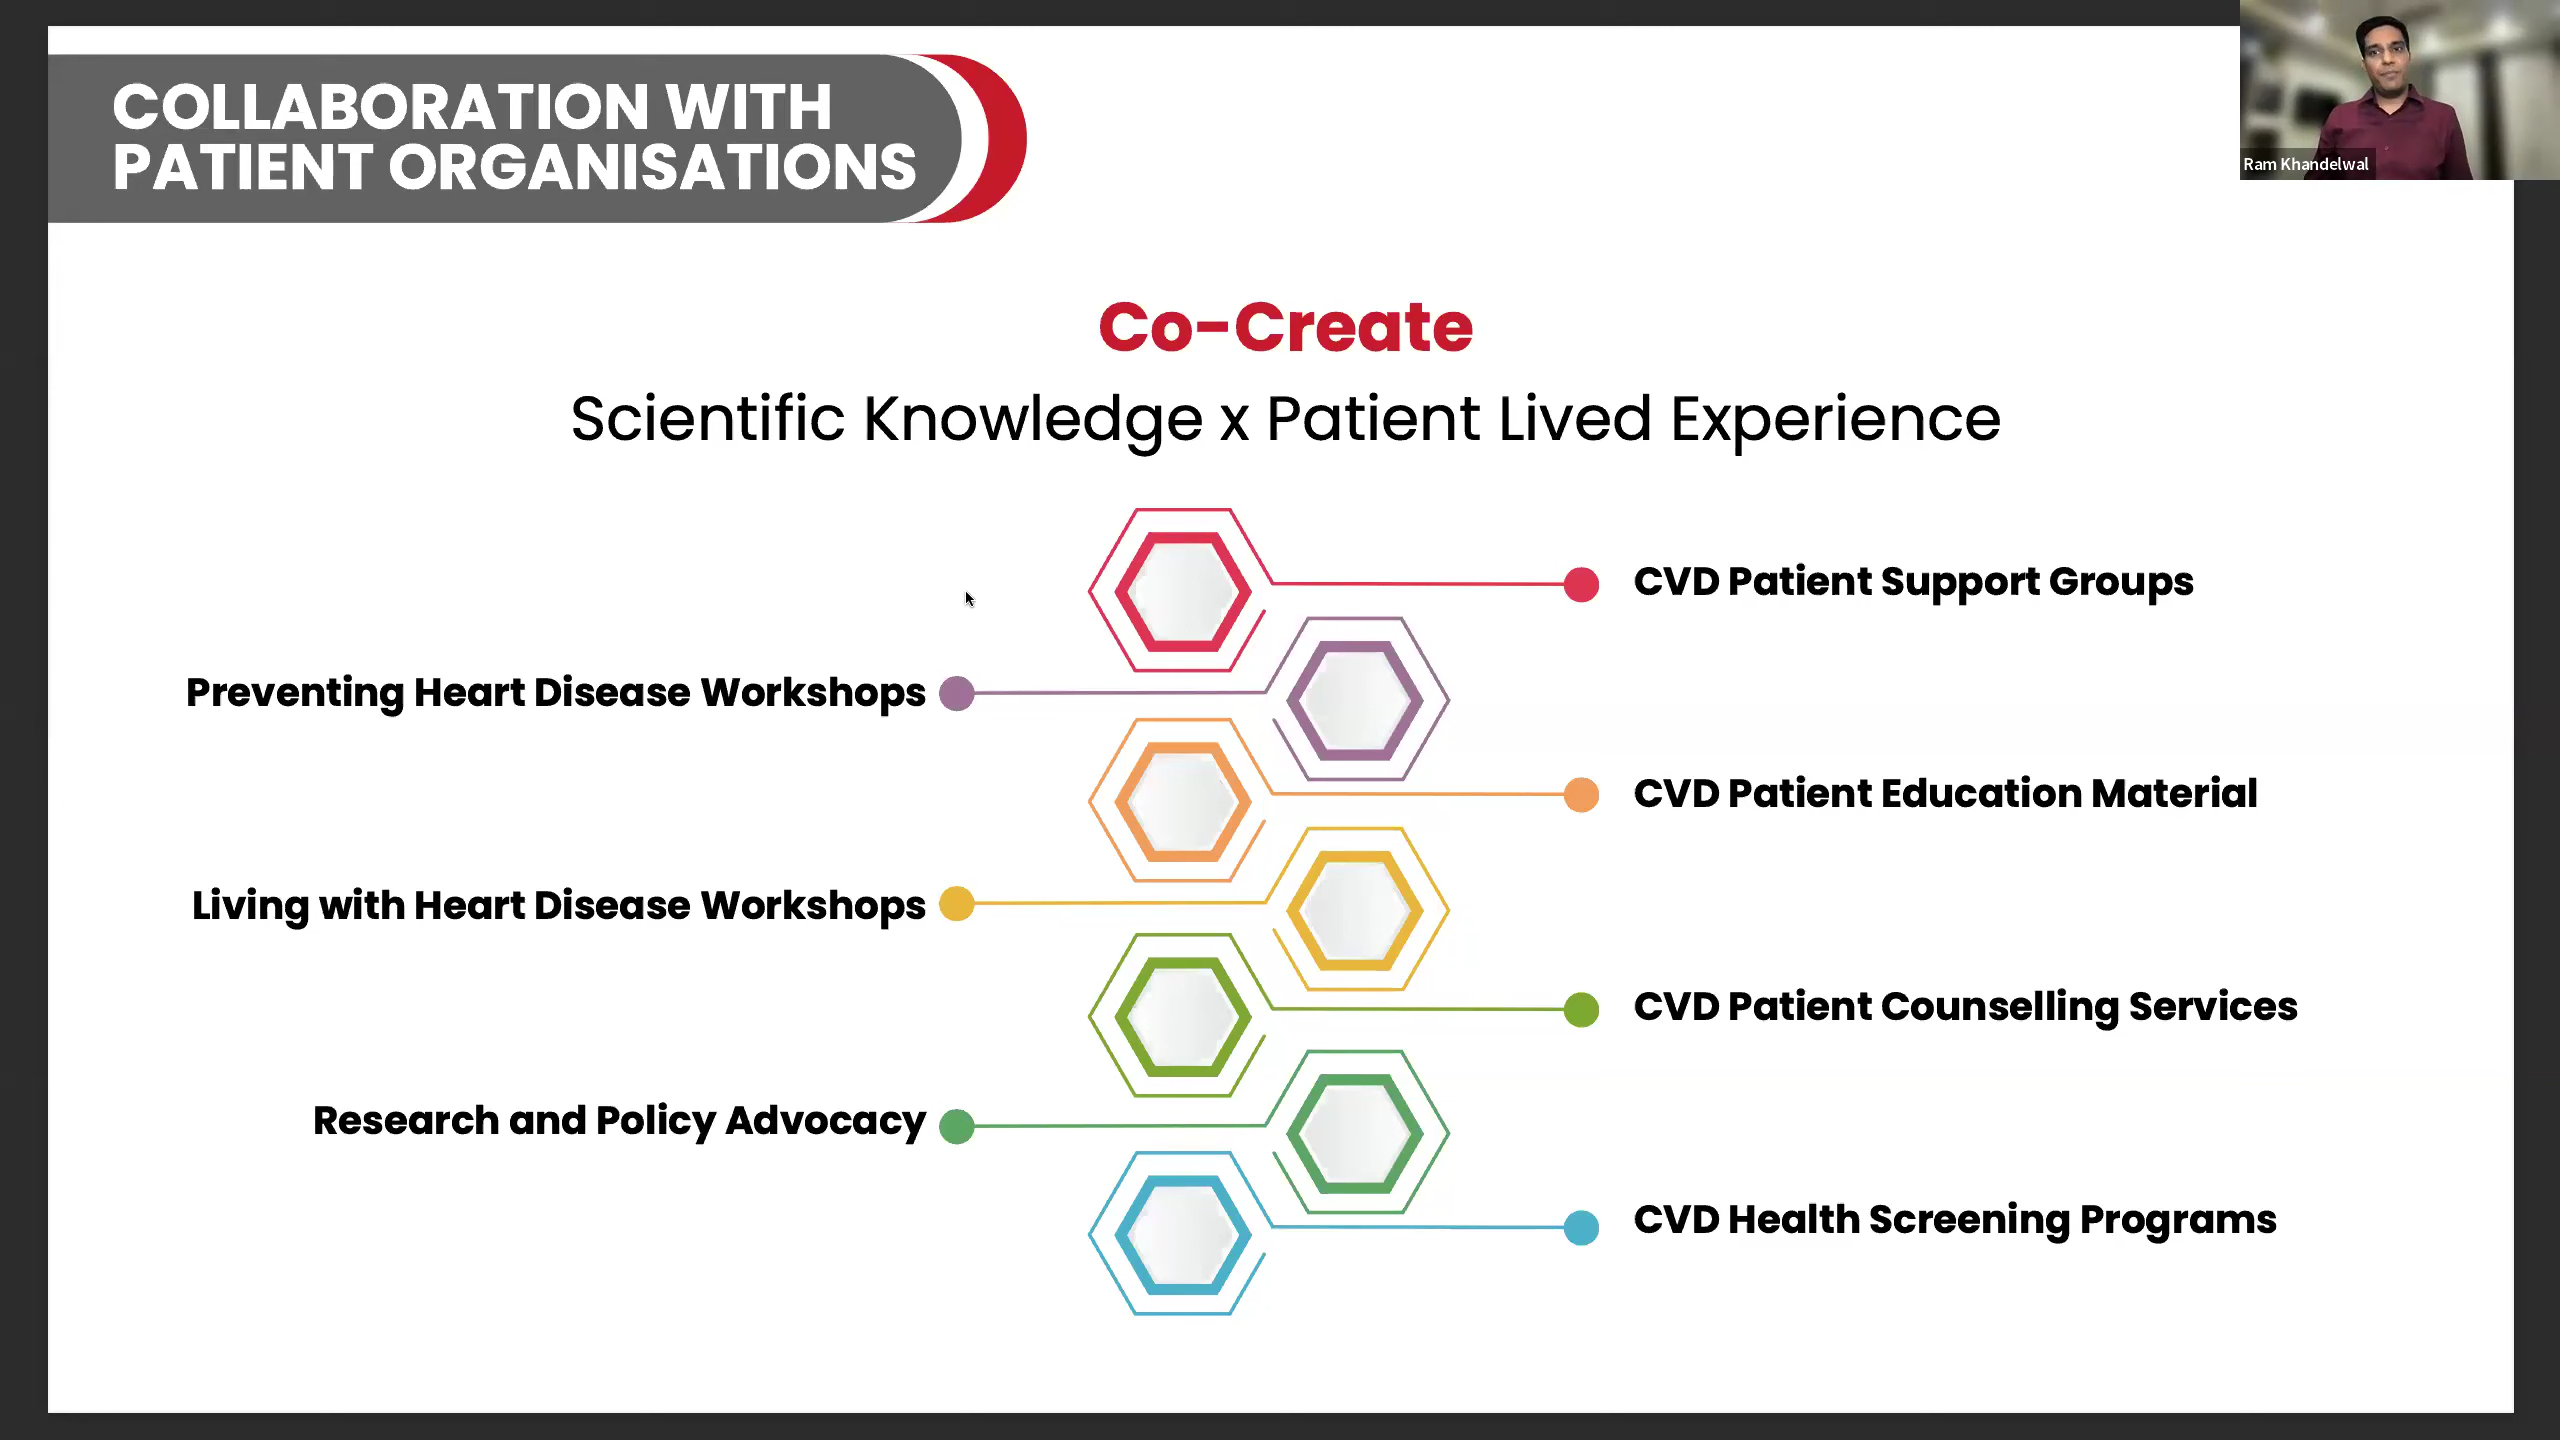 COLLABORATION WITH
PATIENT ORGANISATIONS
Ram Khandelwal
Co-Create
Scientific Knowledge x Patient Lived Experience
CVD Patient Support Groups
Preventing Heart Disease Workshops
CVD Patient Education Material
Living with Heart Disease Workshops
CVD Patient Counselling Services
Research and Policy Advocacy
CVD Health Screening Programs